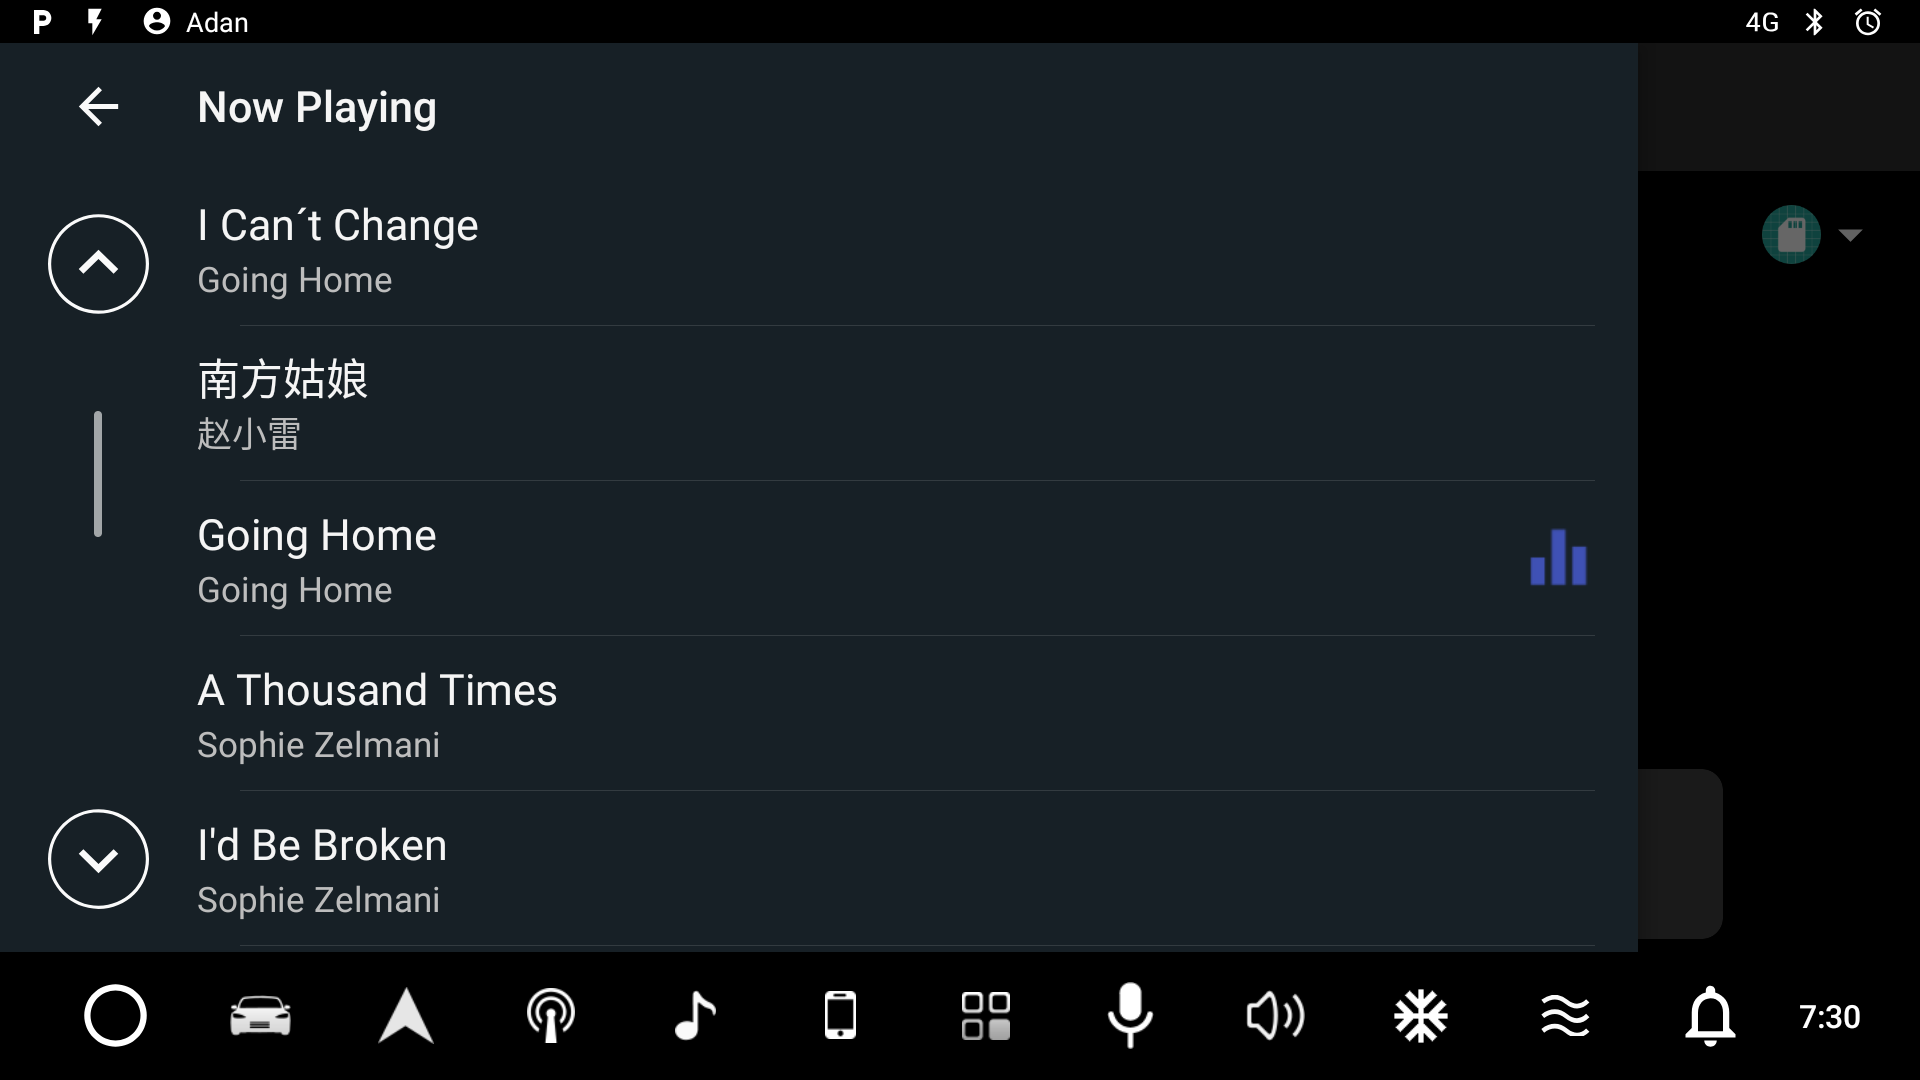 P Adan 4G
Now Playing
I Can´t Change
Going Home
南方姑娘
赵小雷
Going Home
Going Home
A Thousand Times
Sophie Zelmani
I'd Be Broken
Sophie Zelmani
7:30